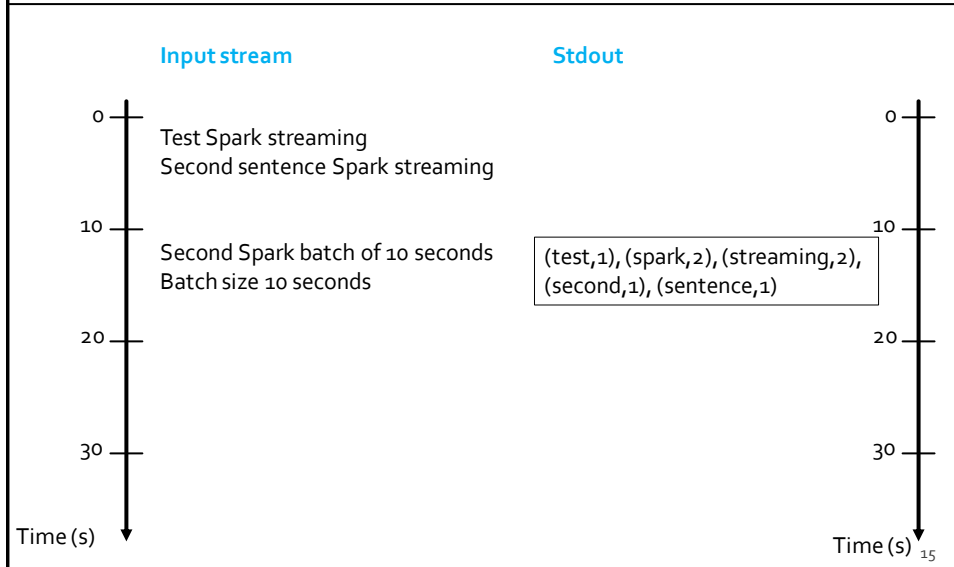 Input stream
Stdout
0
0
Test Spark streaming
Second sentence Spark streaming
10
10
Second Spark batch of 10 seconds
Batch size 10 seconds
(test,1), (spark,2), (streaming,2),
(second,1), (sentence,1)
20
20
30
30
Time (s)
Time (s)
15